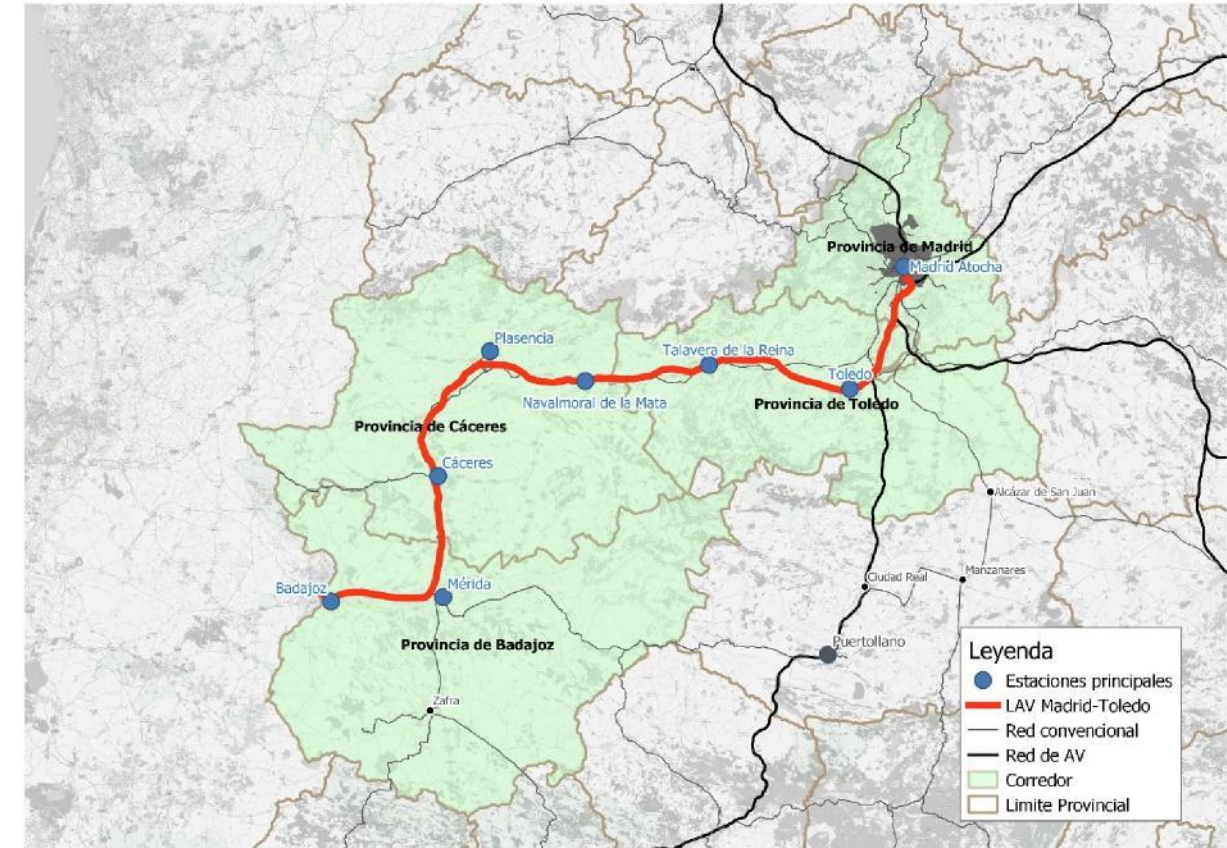 Provincia de Madrid
Madrid Atocha
Plasencia
Talavera de la Reina
Toledo
Navalmoral de la Mata
Provincia de Toledo
Provincia de Cáceres
Cáceres
Alcázar de San Juan
Badajoz
Mérida
Ciudad Real
Manzanares
Provincia de Badajoz
Puertollano
Zafra
Leyenda
Estaciones principales
LAV Madrid-Toledo
Red convencional
Red de AV
Corredor
Limite Provincial